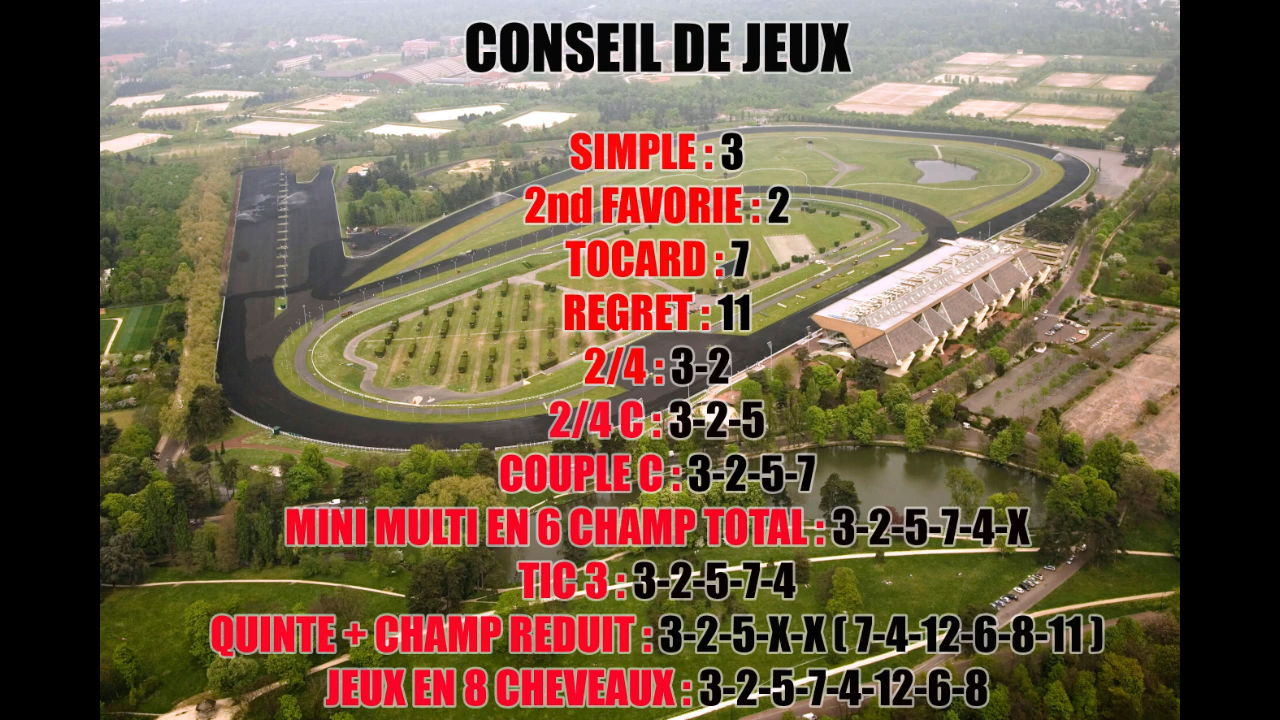 CONSEIL DE JEUX
SIMPLE : 3
2nd FAVORIE : 2
TOCARD : 7
REGRET : 11
2/4 : 3-2
2/4 C : 3-2-5
COUPLE C : 3-2-5-7
MINI MULTI EN 6 CHAMP TOTAL : 3-2-5-7-4-X
TIC 3 : 3-2-5-7-4
QUINTE + CHAMP REDUIT : 3-2-5-X-X ( 7-4-12-6-8-11 )
JEUX EN 8 CHEVEAUX : 3-2-5-7-4-12-6-8